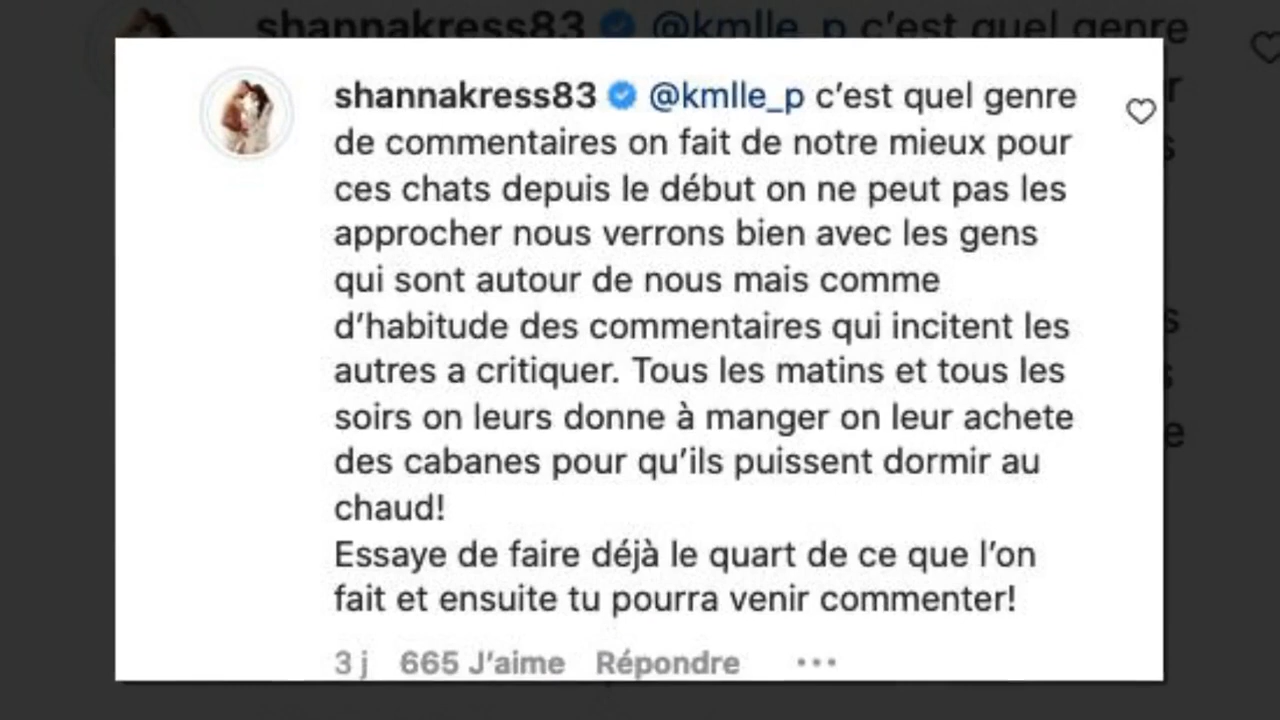 shannakress83 @kmlle_p c'est quel genre
shannakress83 @kmlle_p c'est quel genre
de commentaires on fait de notre mieux pour
ces chats depuis le début on ne peut pas les
approcher nous verrons bien avec les gens
qui sont autour de nous mais comme
d'habitude des commentaires qui incitent les
autres a critiquer. Tous les matins et tous les
soirs on leurs donne à manger on leur achete
des cabanes pour qu'ils puissent dormir au
chaud!
Essaye de faire déjà le quart de ce que l'on
fait et ensuite tu pourra venir commenter!
3 j 665 J'aime Répondre